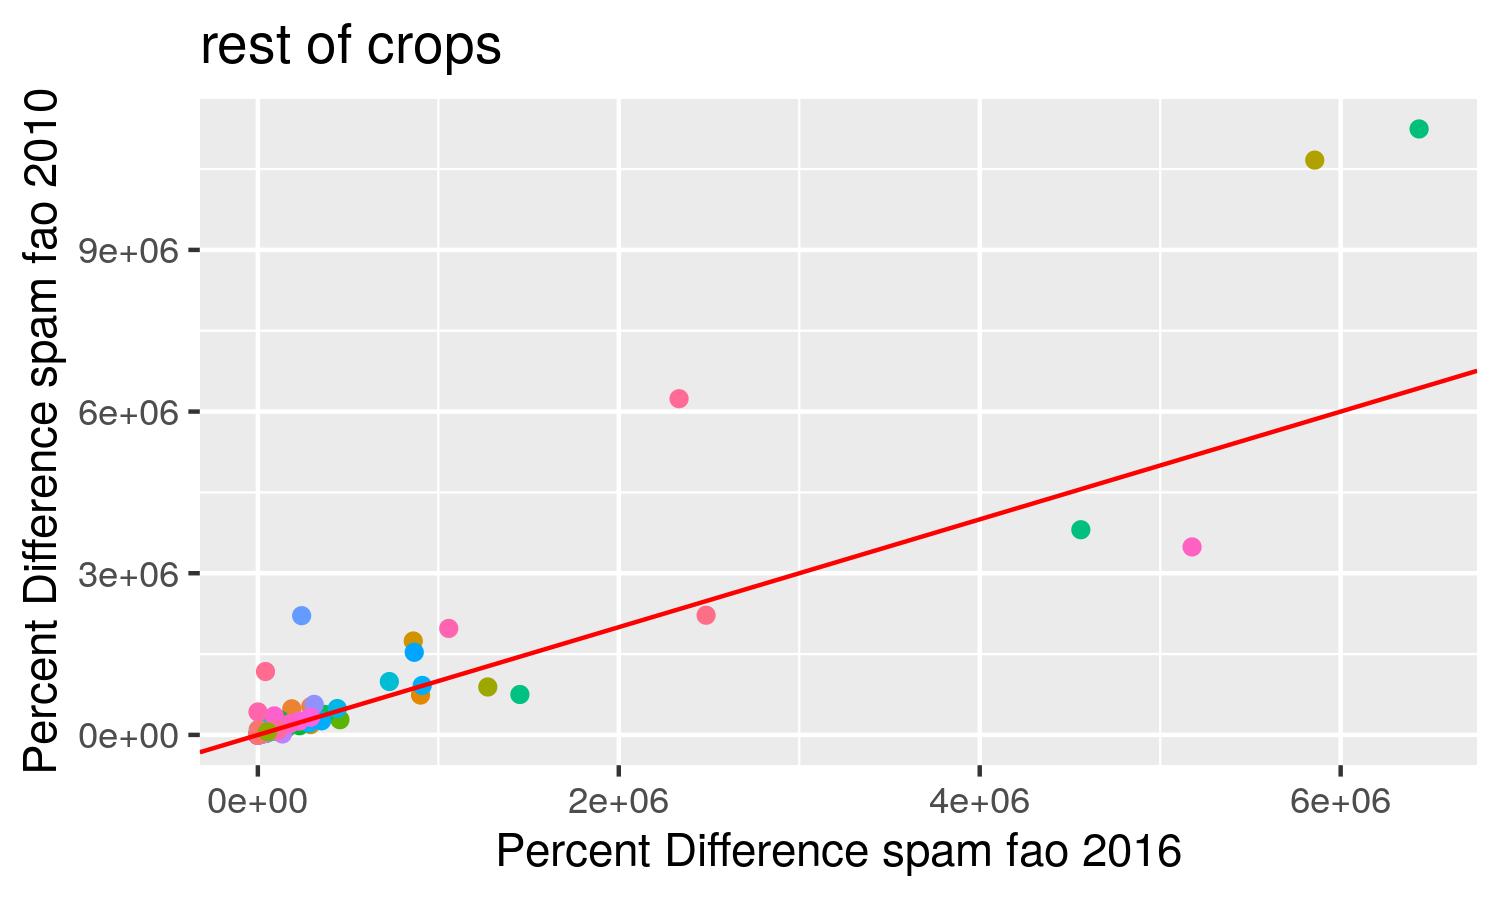 rest of crops
Percent Difference spam fao 2010
9e+06
6e+06
3e+06
0e+00
0e+00 2e+06 4e+06 6e+06
Percent Difference spam fao 2016